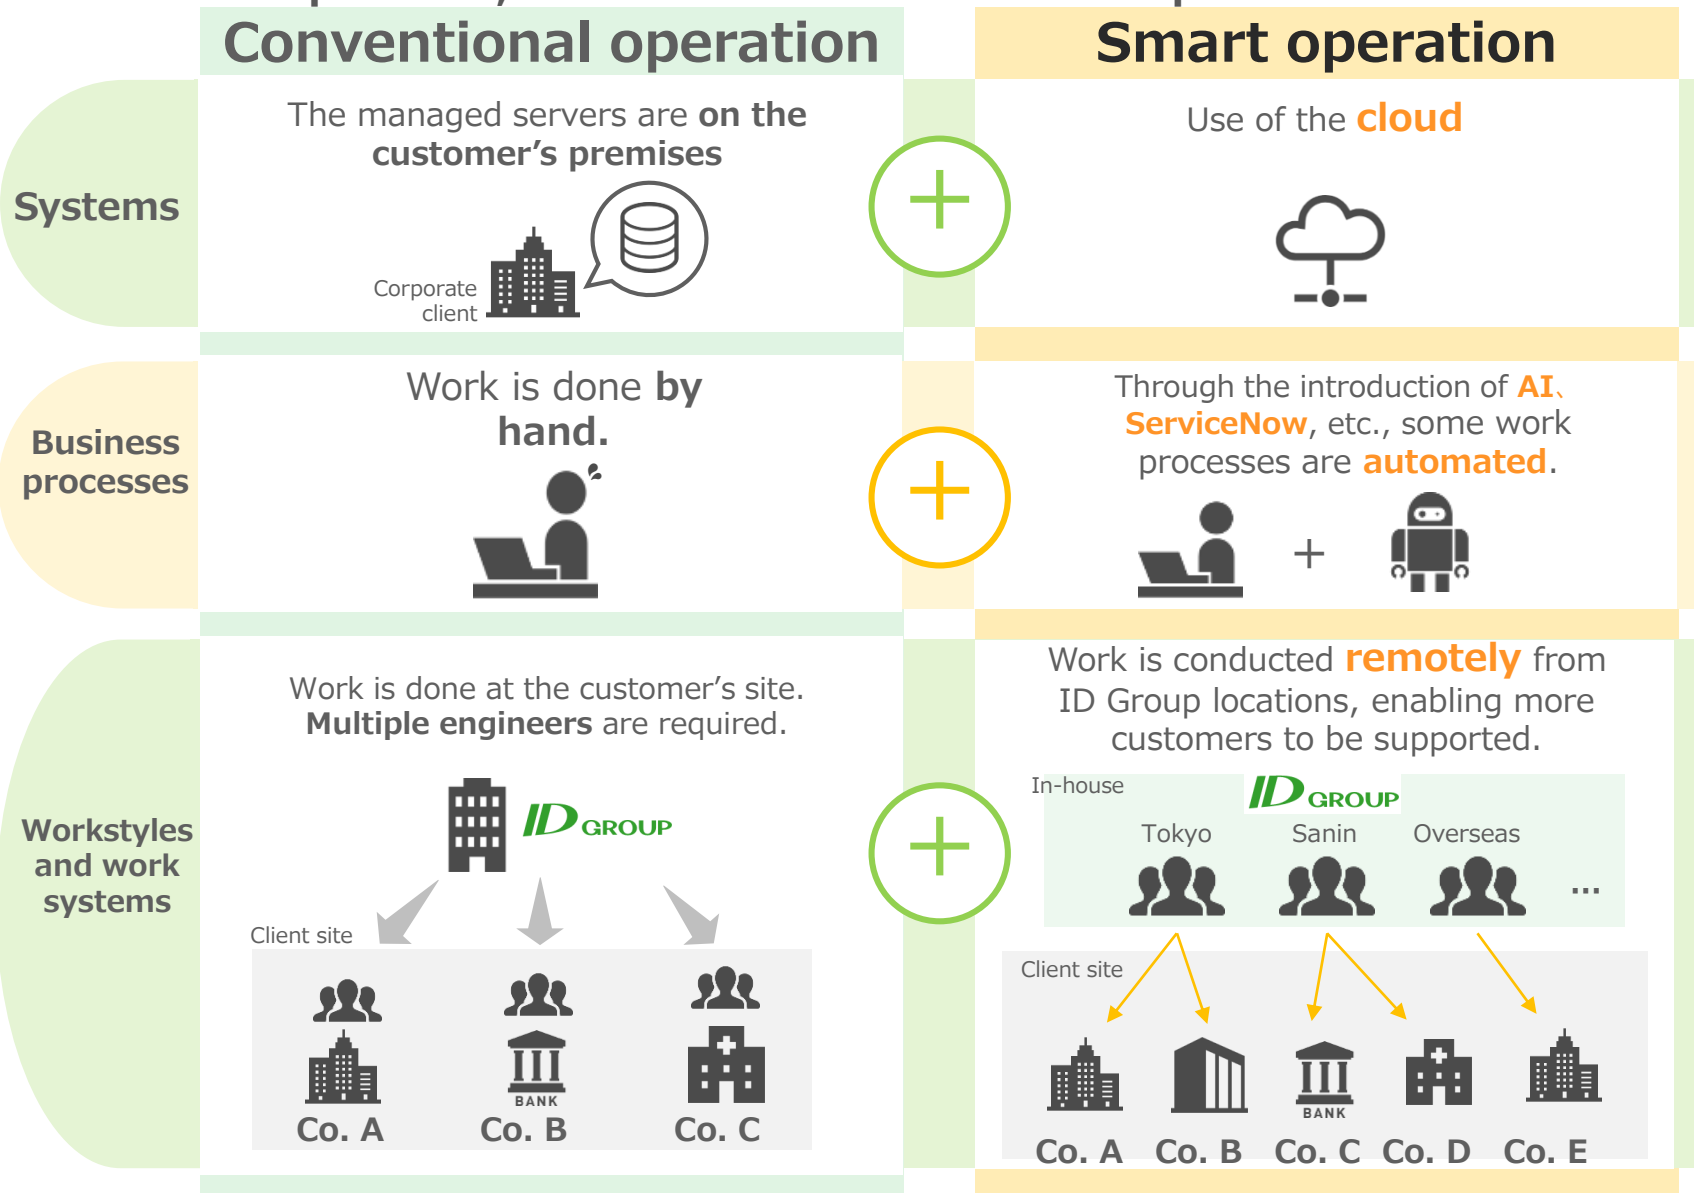 Conventional operation
Smart operation
Systems
The managed servers are on the
customer's premises
Corporate
client
Use of the cloud
Business
processes
Work is done by
hand.
Through the introduction of AI、
ServiceNow, etc., some work
processes are automated.
+
Workstyles
and work
systems
Work is done at the customer's site.
Multiple engineers are required.
ID GROUP
Client site
BANK
Co. A
Co. B
Co. C
Work is conducted remotely from
ID Group locations, enabling more
customers to be supported.
In-house
ID GROUP
Tokyo
Sanin
Overseas
...
Client site
BANK
Co. A
Co. B
Co. C
Co. D
Co. E